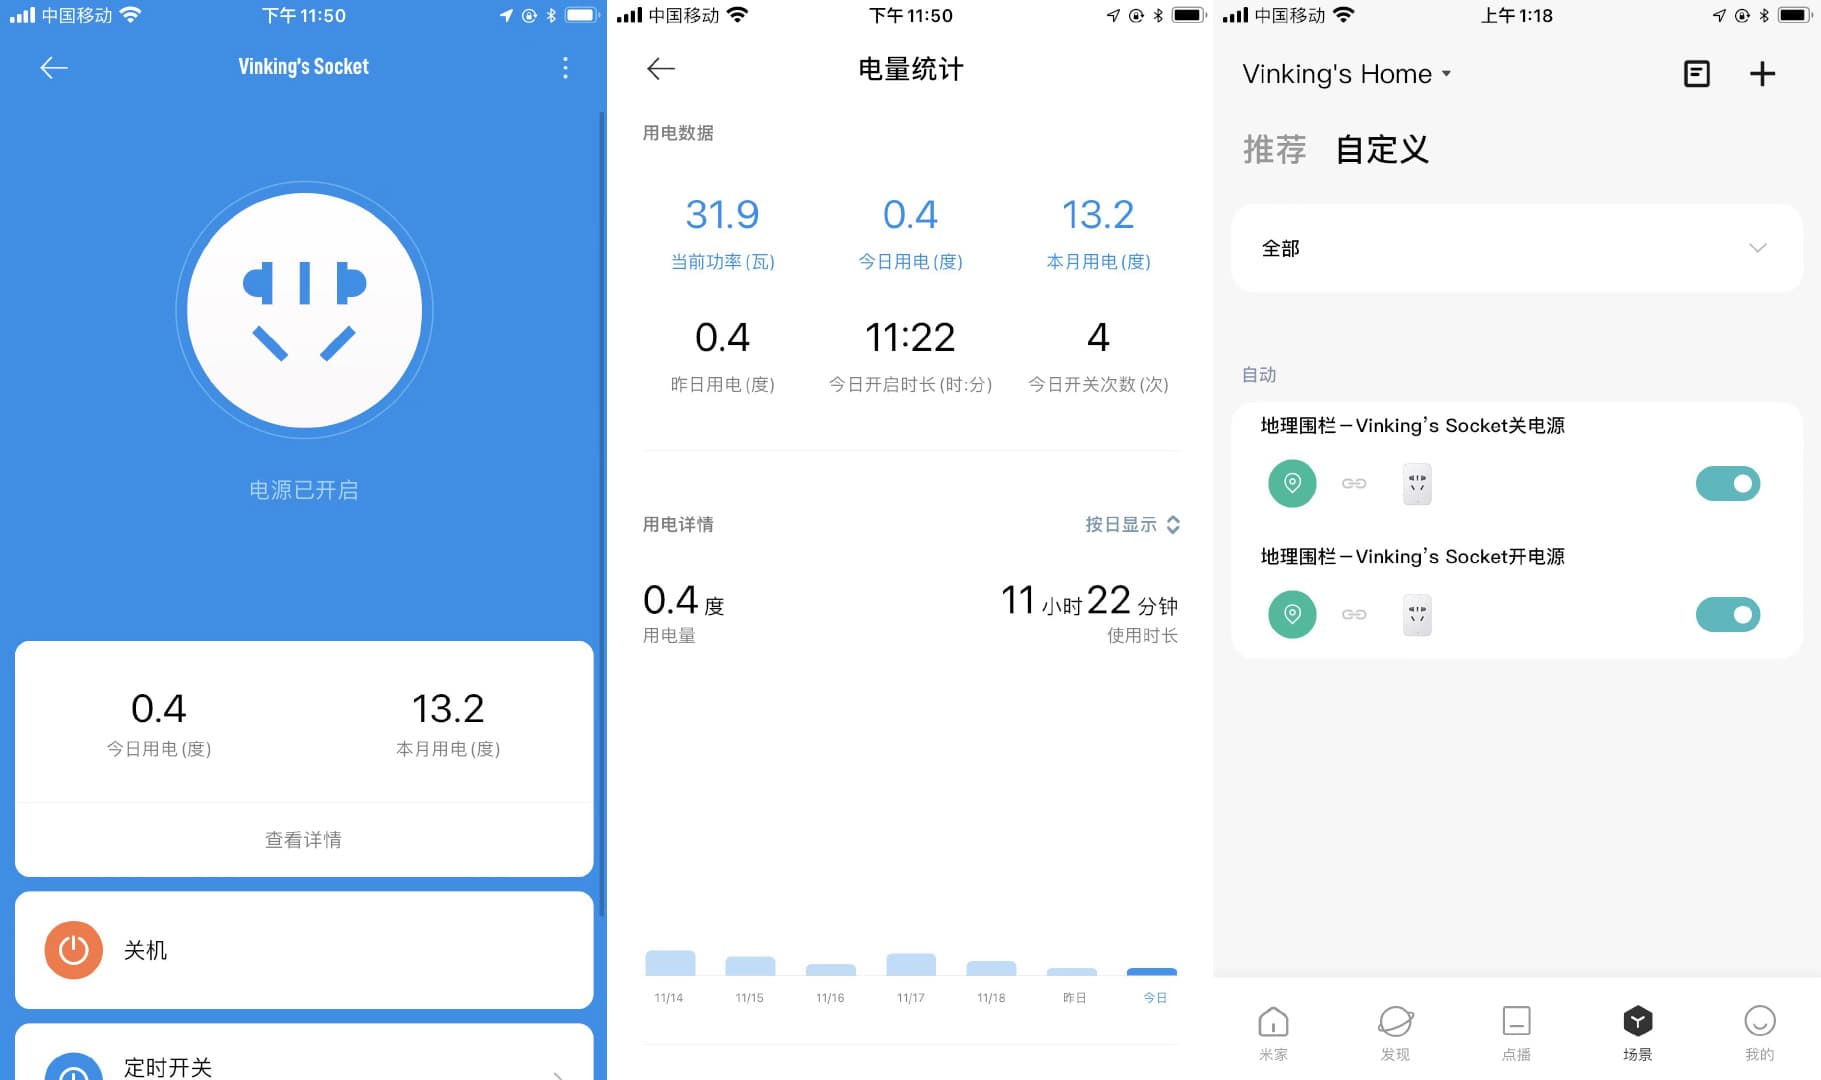 中国移动
下午11:50
Vinking's Socket
电源已开启
0.4
今日用电(度)
13.2
本月用电(度)
查看详情
关机
定时开关
中国移动
下午11:50
电量统计
用电数据
31.9
当前功率(瓦)
0.4
今日用电(度)
13.2
本月用电(度)
0.4
昨日用电(度)
11:22
今日开启时长(时:分)
4
今日开关次数(次)
用电详情
按日显示
0.4度
用电量
11小时22分钟
使用时长
11/14
11/15
11/16
11/17
11/18
昨日
今日
中国移动
上午1:18
Vinking's Home
推荐
自定义
全部
自动
地理围栏-Vinking's Socket关电源
地理围栏-Vinking's Socket开电源
米家
发现
点播
场景
我的